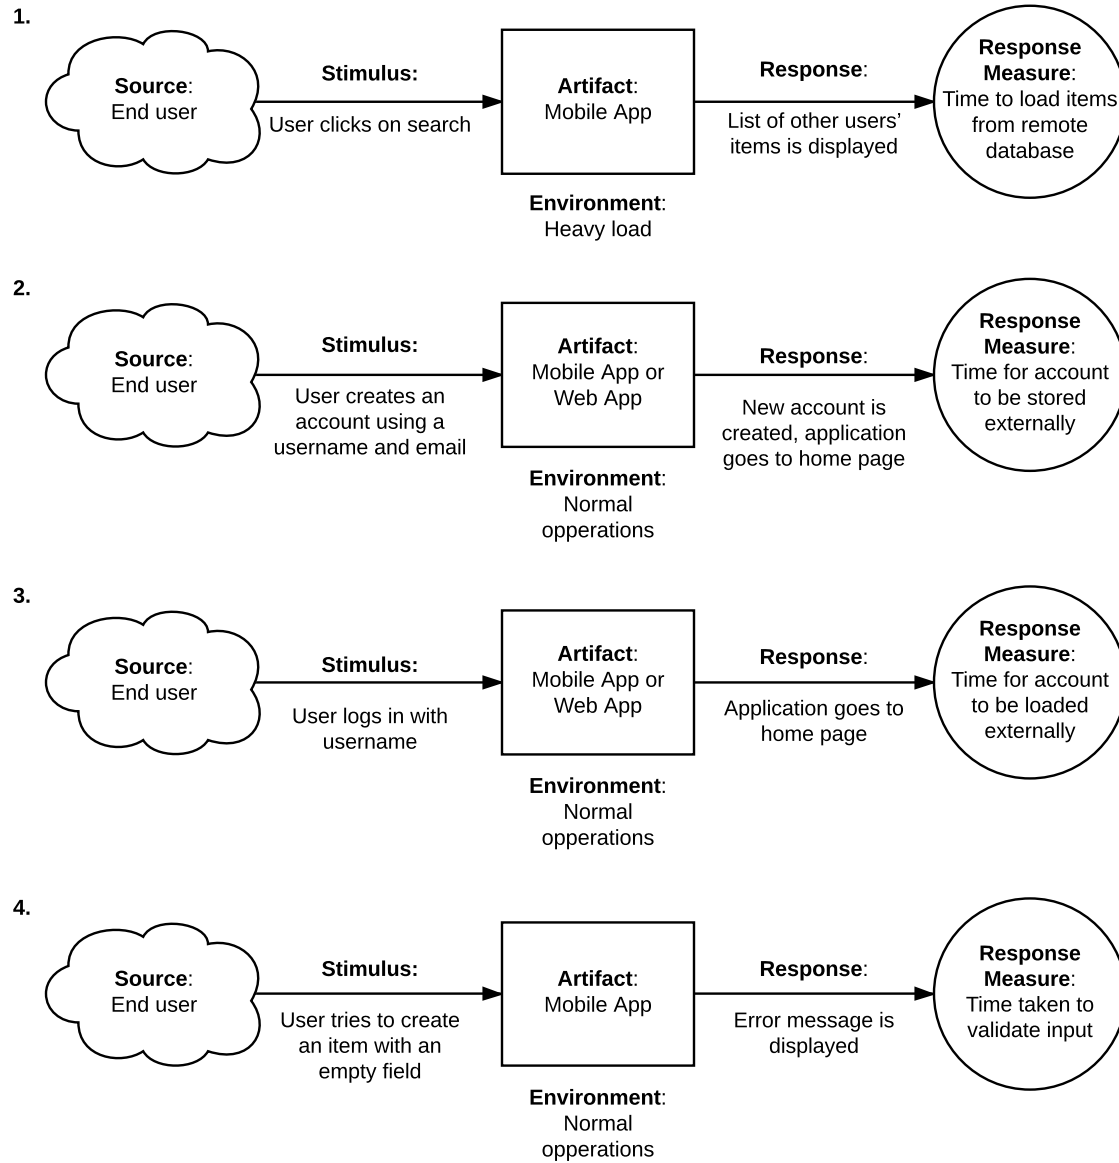 1.
Source:
End user
Stimulus:
User clicks on search
Artifact:
Mobile App
Environment:
Heavy load
Response:
List of other users’
items is displayed
Response
Measure:
Time to load items
from remote
database
2.
Source:
End user
Stimulus:
User creates an
account using a
username and email
Artifact:
Mobile App or
Web App
Environment:
Normal
opperations
Response:
New account is
created, application
goes to home page
Response
Measure:
Time for account
to be stored
externally
3.
Source:
End user
Stimulus:
User logs in with
username
Artifact:
Mobile App or
Web App
Environment:
Normal
opperations
Response:
Application goes to
home page
Response
Measure:
Time for account
to be loaded
externally
4.
Source:
End user
Stimulus:
User tries to create
an item with an
empty field
Artifact:
Mobile App
Environment:
Normal
opperations
Response:
Error message is
displayed
Response
Measure:
Time taken to
validate input